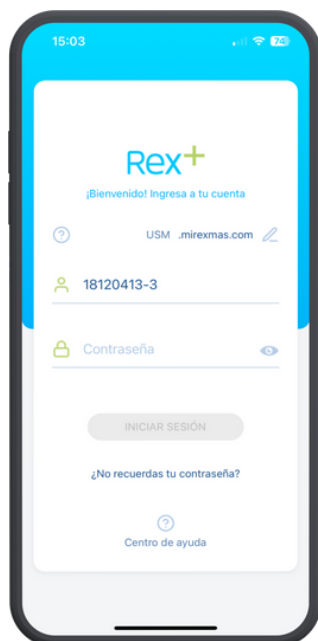 15:03
74
Rex+
¡Bienvenido! Ingresa a tu cuenta
USM .mirexmas.com
18120413-3
Contraseña
INICIAR SESIÓN
¿No recuerdas tu contraseña?
?
Centro de ayuda